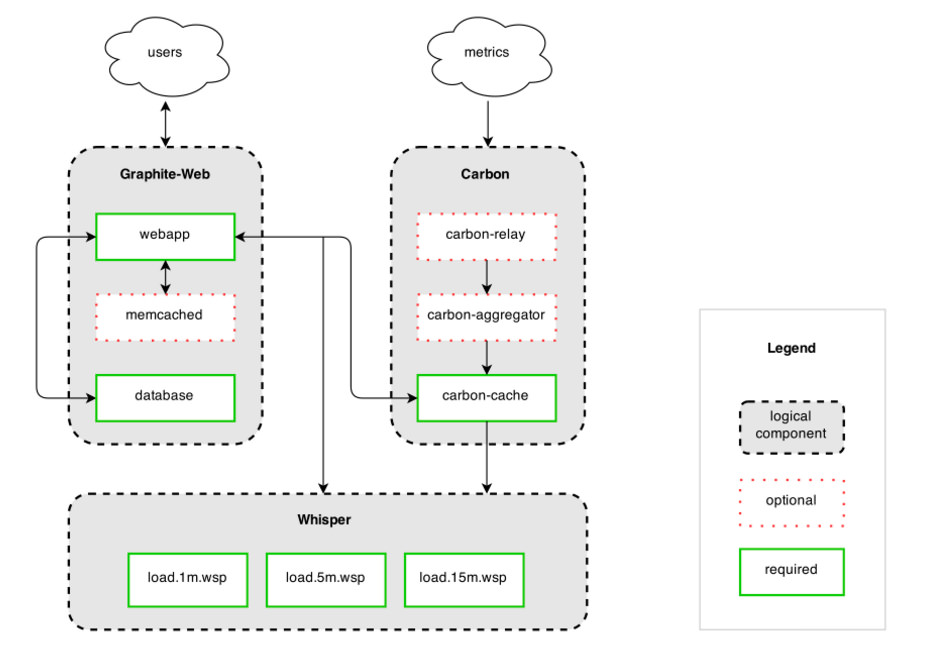 users
metrics
Graphite-Web
webapp
memcached
database
Carbon
carbon-relay
carbon-aggregator
carbon-cache
Whisper
load.1m.wsp
load.5m.wsp
load.15m.wsp
Legend
logical
component
optional
required